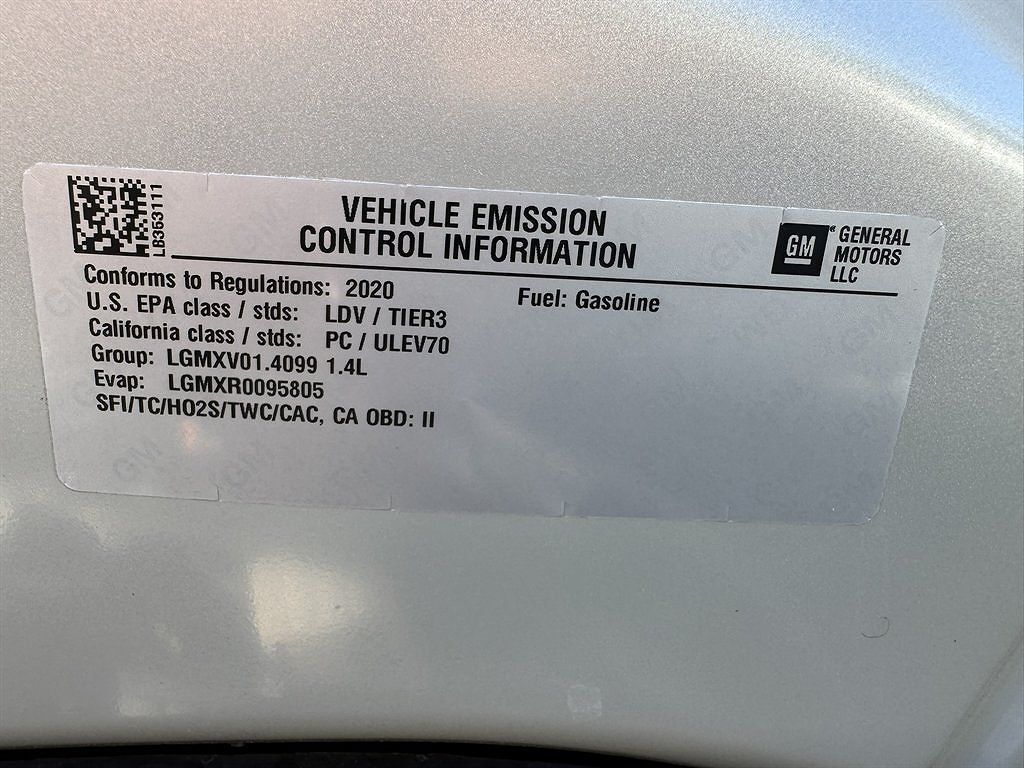 LB353111
VEHICLE EMISSION
CONTROL INFORMATION
GM
® GENERAL
MOTORS
LLC
Conforms to Regulations: 2020
Fuel: Gasoline
U.S. EPA class / stds: LDV / TIER3
California class / stds: PC / ULEV70
Group: LGMXV01.4099 1.4L
Evap: LGMXR0095805
SFI/TC/HO2S/TWC/CAC, CA OBD: II